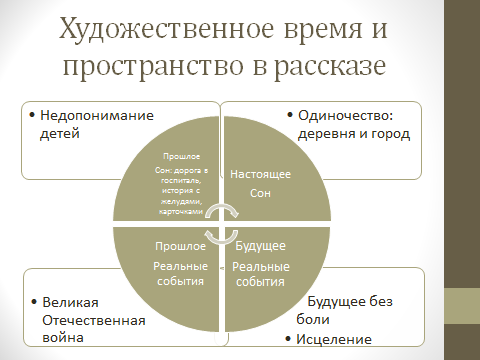 Художественное время и
пространство в рассказе
• Недопонимание
детей
• Одиночество:
деревня и город
Прошлое
Сон: дорога в
госпиталь,
история с
желудями,
карточками
Настоящее
Сон
Прошлое
Реальные
события
Будущее
Реальные
события
• Великая
Отечественная
война
Будущее без
боли
• Исцеление